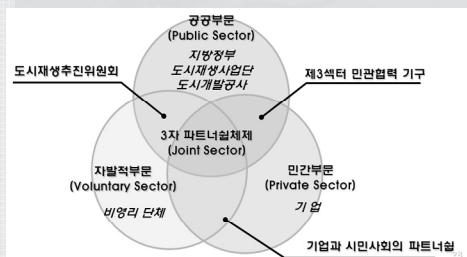 공공부문
(Public Sector)
지방정부
도시재생사업단
도시개발공사
도시재생추진위원회
제3섹터 민관협력 기구
3자 파트너쉽체제
(Joint Sector)
자발적부문
(Voluntary Sector)
비영리 단체
민간부문
(Private Sector)
기 업
기업과 시민사회의 파트너쉽